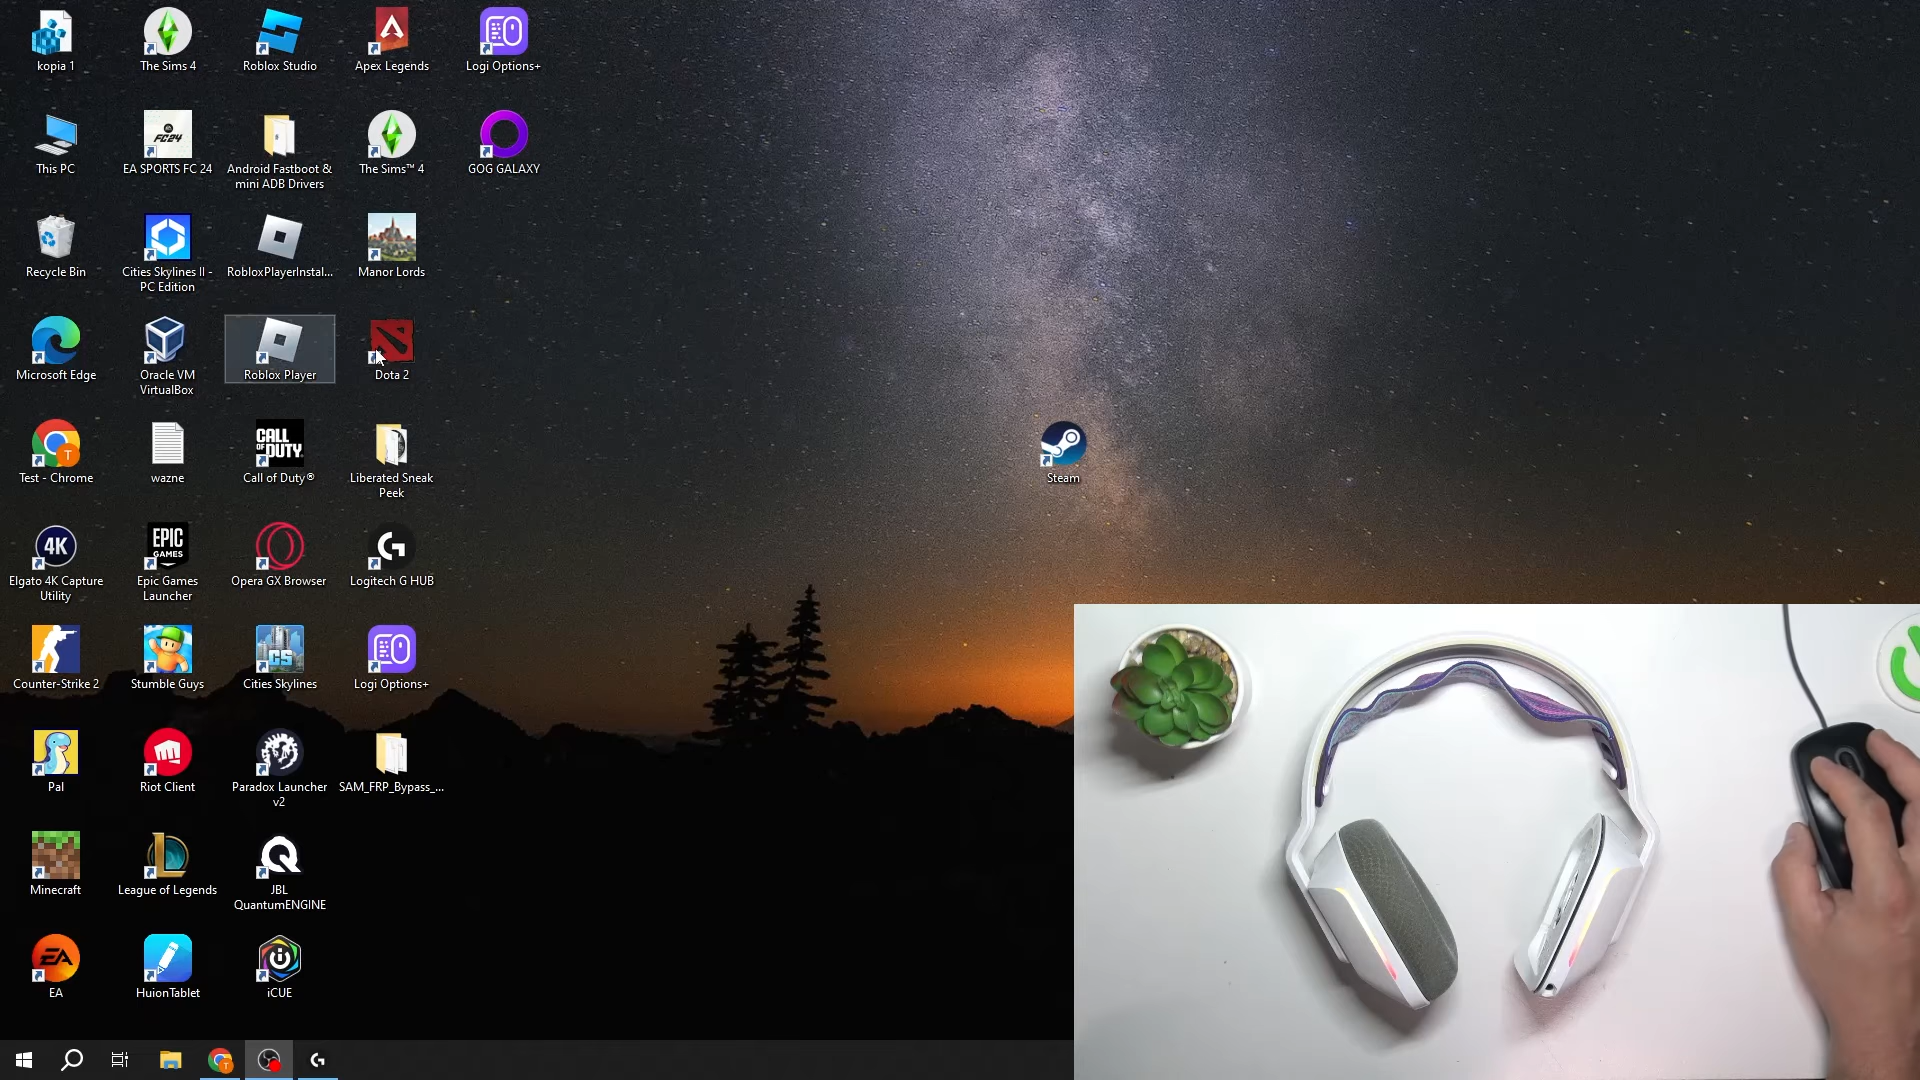 kopia 1
The Sims 4
Roblox Studio
Apex Legends
Logi Options+
This PC
EA SPORTS FC 24
Android Fastboot &
mini ADB Drivers
The Sims™ 4
GOG GALAXY
Recycle Bin
Cities Skylines II -
PC Edition
RobloxPlayerInstal...
Manor Lords
Microsoft Edge
Oracle VM
VirtualBox
Roblox Player
Dota 2
Test - Chrome
wazne
CALL
OF DUTY
Call of Duty®
Liberated Sneak
Peek
Steam
4K
Elgato 4K Capture
Utility
EPIC
GAMES
Epic Games
Launcher
Opera GX Browser
Logitech G HUB
Counter-Strike 2
Stumble Guys
CS
Cities Skylines
Logi Options+
Pal
Riot Client
Paradox Launcher
v2
SAM_FRP_Bypass_...
Minecraft
League of Legends
JBL
QuantumENGINE
EA
EA
HuionTablet
iCUE